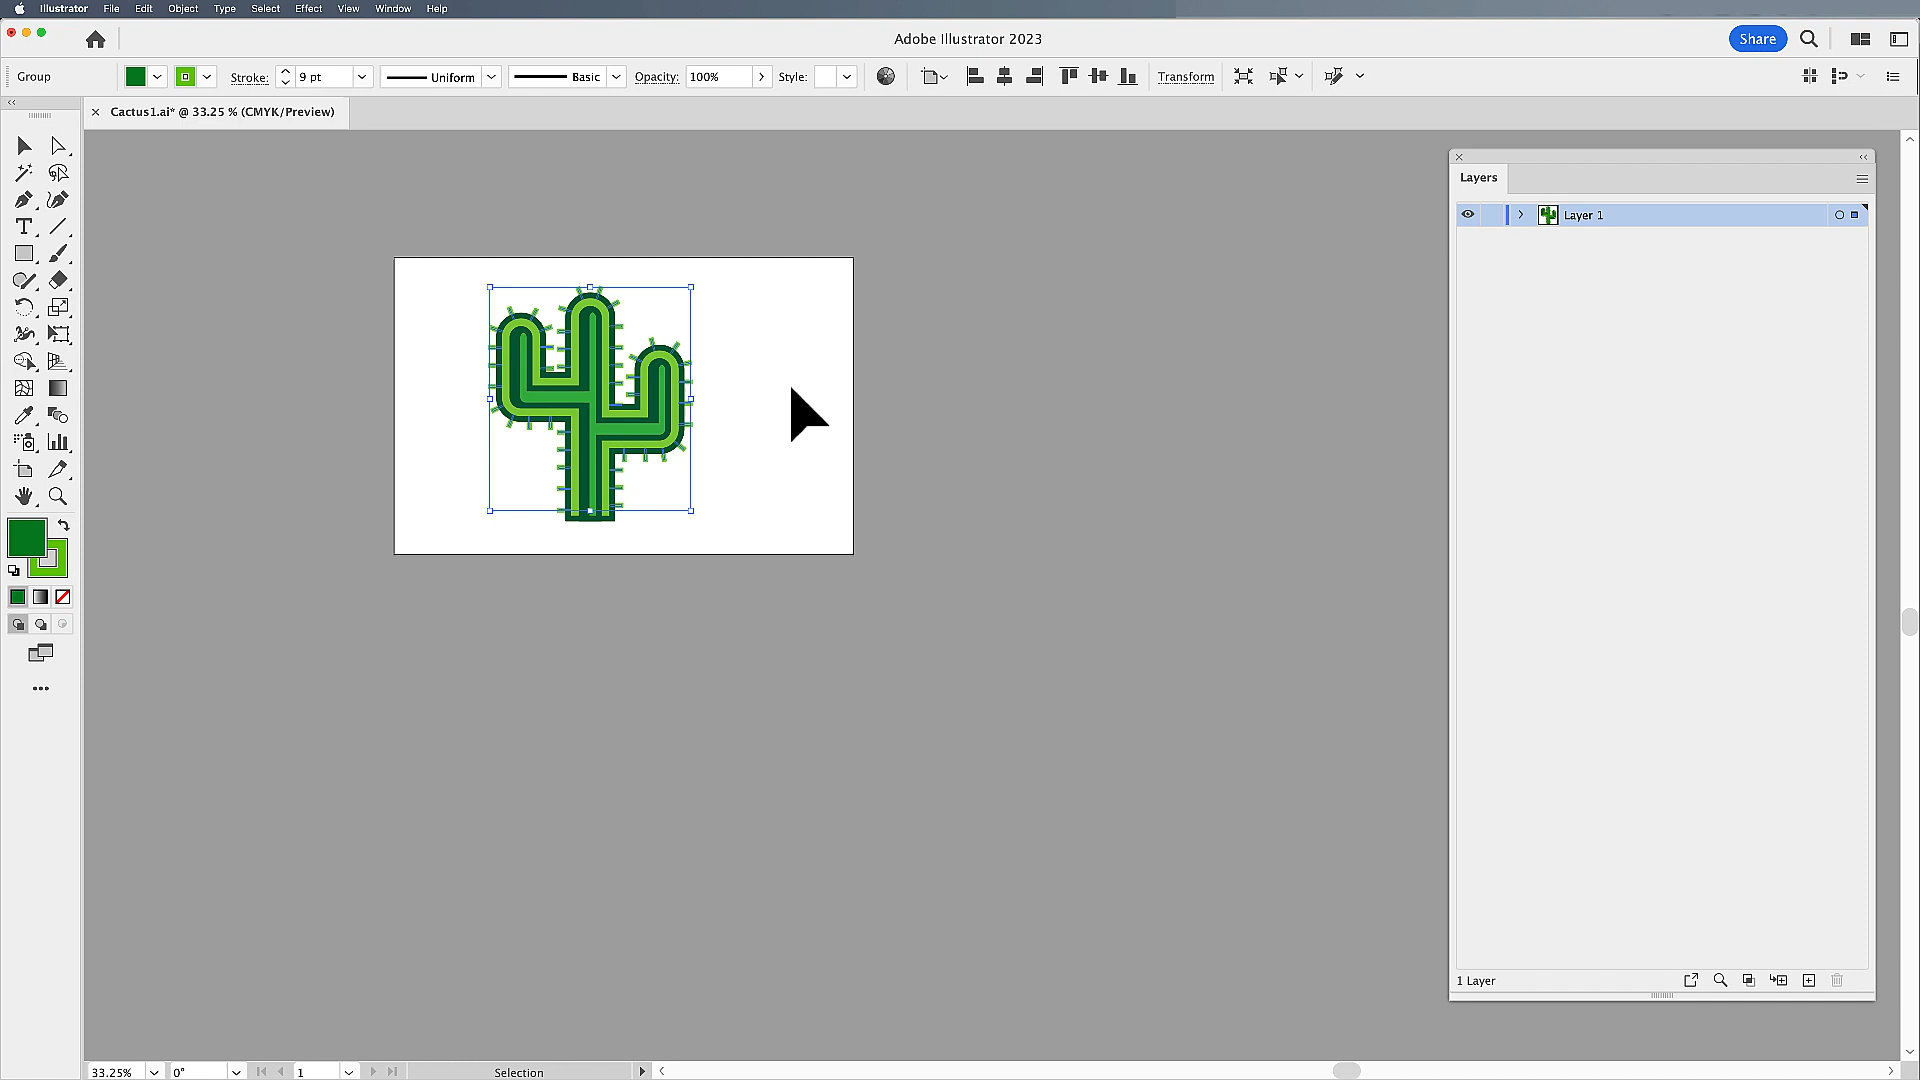 Illustrator File Edit Object Type Select Effect View Window Help
Adobe Illustrator 2023
Share
Group
Stroke: 9 pt Uniform Basic Opacity: 100% Style: Transform
Cactus1.ai* @ 33.25 % (CMYK/Preview)
Layers
Layer 1
1 Layer
33.25% 0° 1 Selection